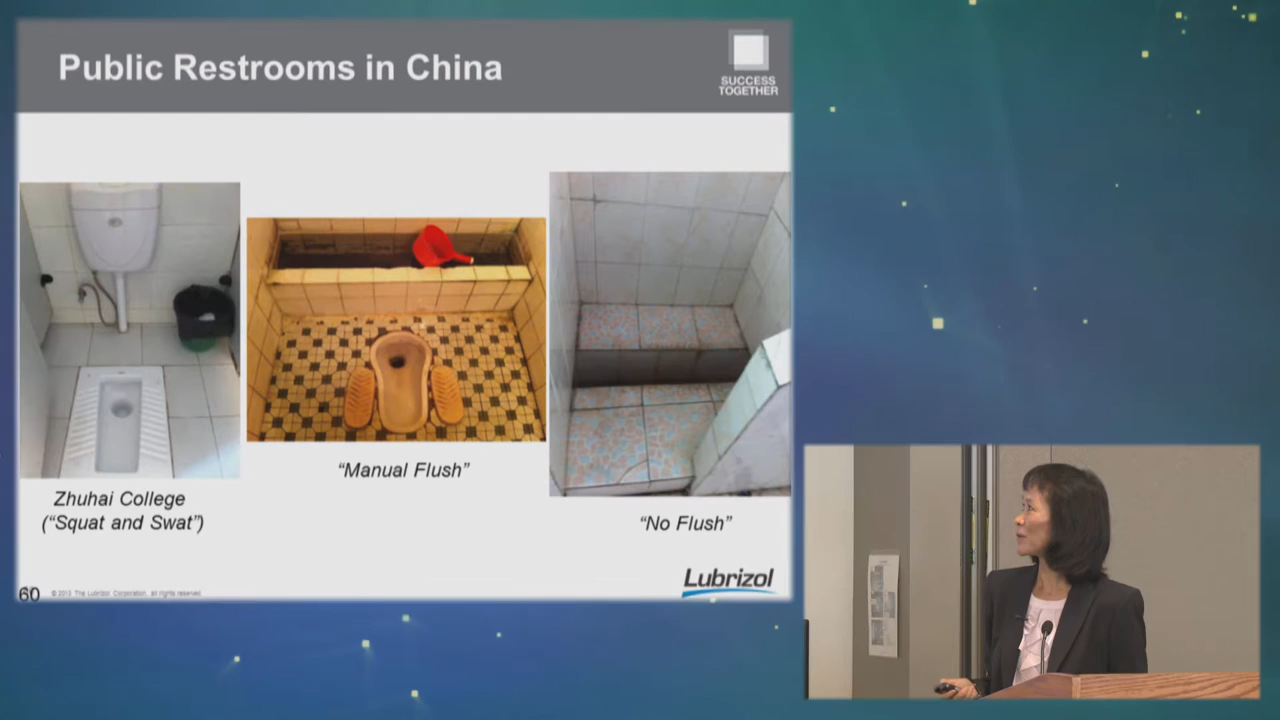 Public Restrooms in China
SUCCESS
TOGETHER
Zhuhai College
(“Squat and Swat”)
“Manual Flush”
“No Flush”
60
© 2013 The Lubrizol Corporation, all rights reserved
Lubrizol